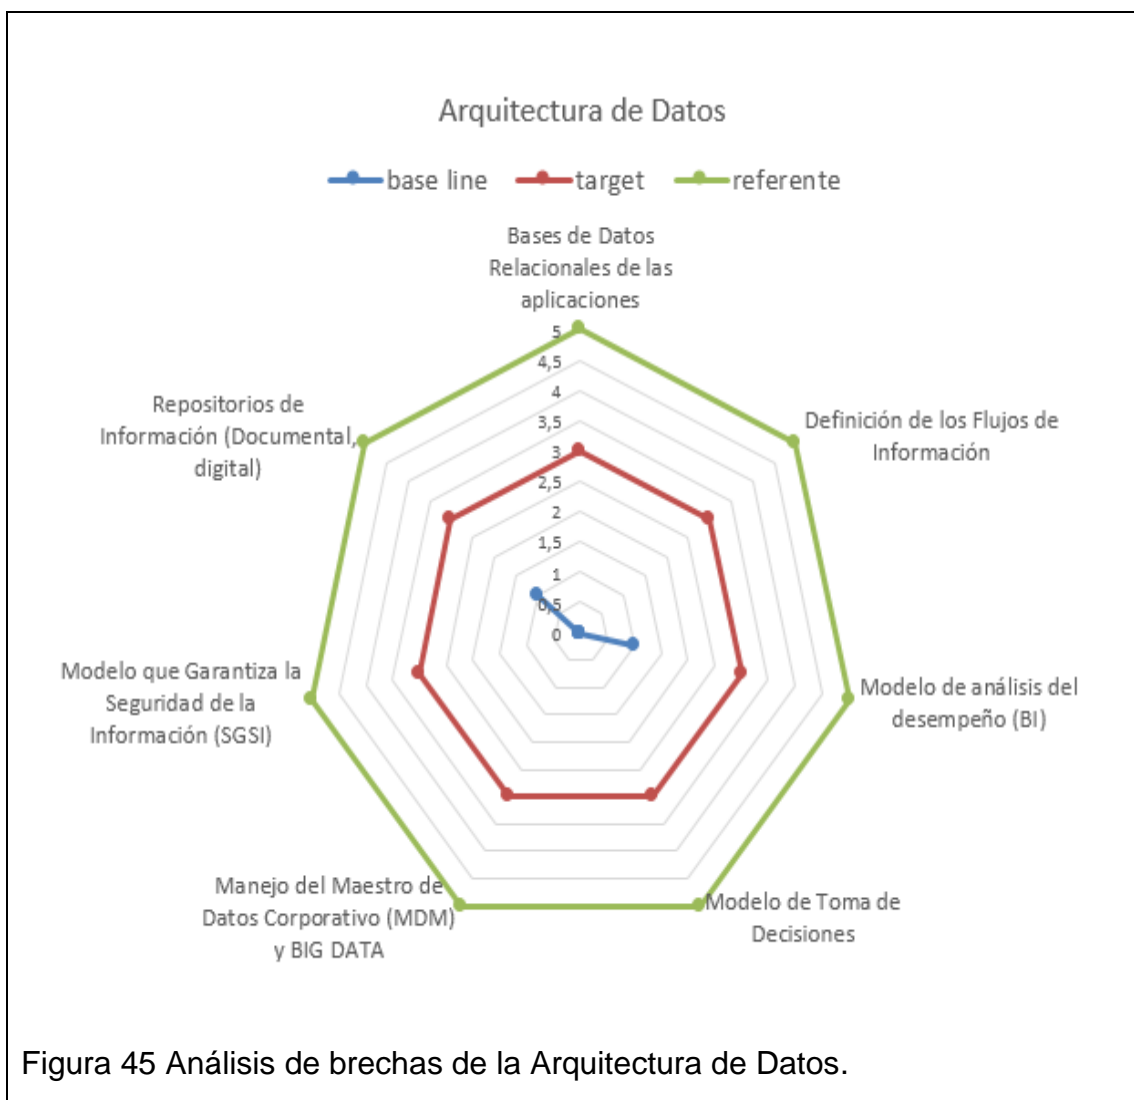 Arquitectura de Datos
base line target referente
Bases de Datos
Relacionales de las
aplicaciones
5
4,5
4
3,5
3
2,5
2
1,5
1
0,5
0
Definición de los Flujos de
Información
Modelo de análisis del
desempeño (BI)
Modelo de Toma de
Decisiones
Manejo del Maestro de
Datos Corporativo (MDM)
y BIG DATA
Modelo que Garantiza la
Seguridad de la
Información (SGSI)
Repositorios de
Información (Documental,
digital)
Figura 45 Análisis de brechas de la Arquitectura de Datos.